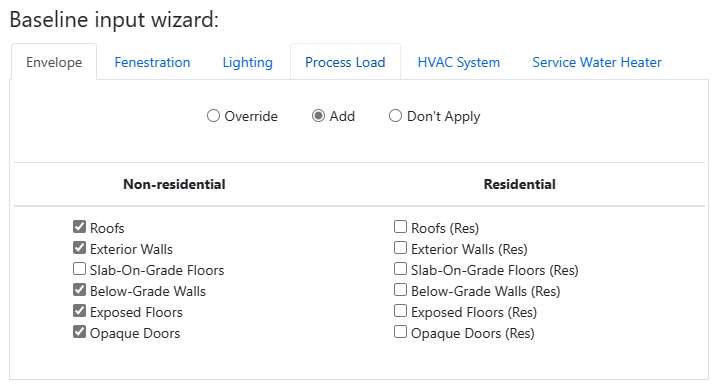 Baseline input wizard:
Envelope Fenestration Lighting Process Load HVAC System Service Water Heater
Override Add Don't Apply
Non-residential Residential
Roofs Roofs (Res)
Exterior Walls Exterior Walls (Res)
Slab-On-Grade Floors Slab-On-Grade Floors (Res)
Below-Grade Walls Below-Grade Walls (Res)
Exposed Floors Exposed Floors (Res)
Opaque Doors Opaque Doors (Res)